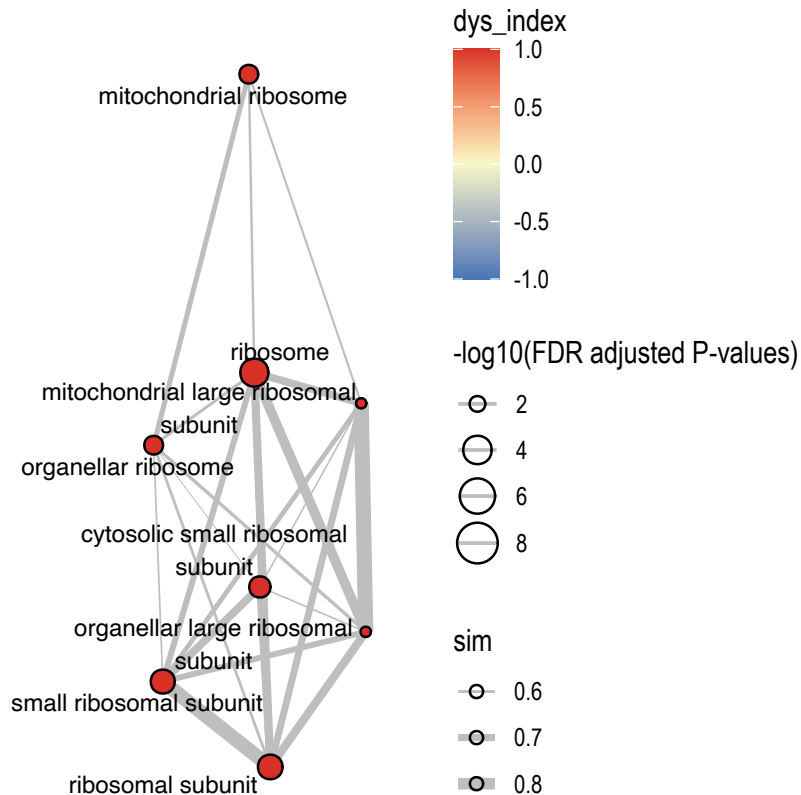 mitochondrial ribosome
ribosome
mitochondrial large ribosomal
subunit
organellar ribosome
cytosolic small ribosomal
subunit
organellar large ribosomal
subunit
small ribosomal subunit
ribosomal subunit
dys_index
1.0
0.5
0.0
-0.5
-1.0
-log10(FDR adjusted P-values)
2
4
6
8
sim
0.6
0.7
0.8